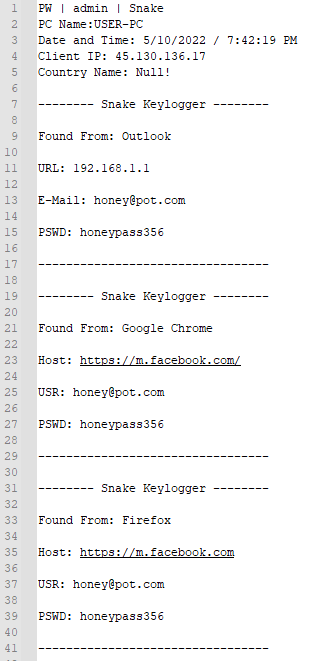 1 PW | admin | Snake
2 PC Name:USER-PC
3 Date and Time: 5/10/2022 / 7:42:19 PM
4 Client IP: 45.130.136.17
5 Country Name: Null!
6
7 -------- Snake Keylogger --------
8
9 Found From: Outlook
10
11 URL: 192.168.1.1
12
13 E-Mail: honey@pot.com
14
15 PSWD: honeypass356
16
17 ---------------------------------
18
19 -------- Snake Keylogger --------
20
21 Found From: Google Chrome
22
23 Host: https://m.facebook.com/
24
25 USR: honey@pot.com
26
27 PSWD: honeypass356
28
29 ---------------------------------
30
31 -------- Snake Keylogger --------
32
33 Found From: Firefox
34
35 Host: https://m.facebook.com
36
37 USR: honey@pot.com
38
39 PSWD: honeypass356
40
41 ---------------------------------